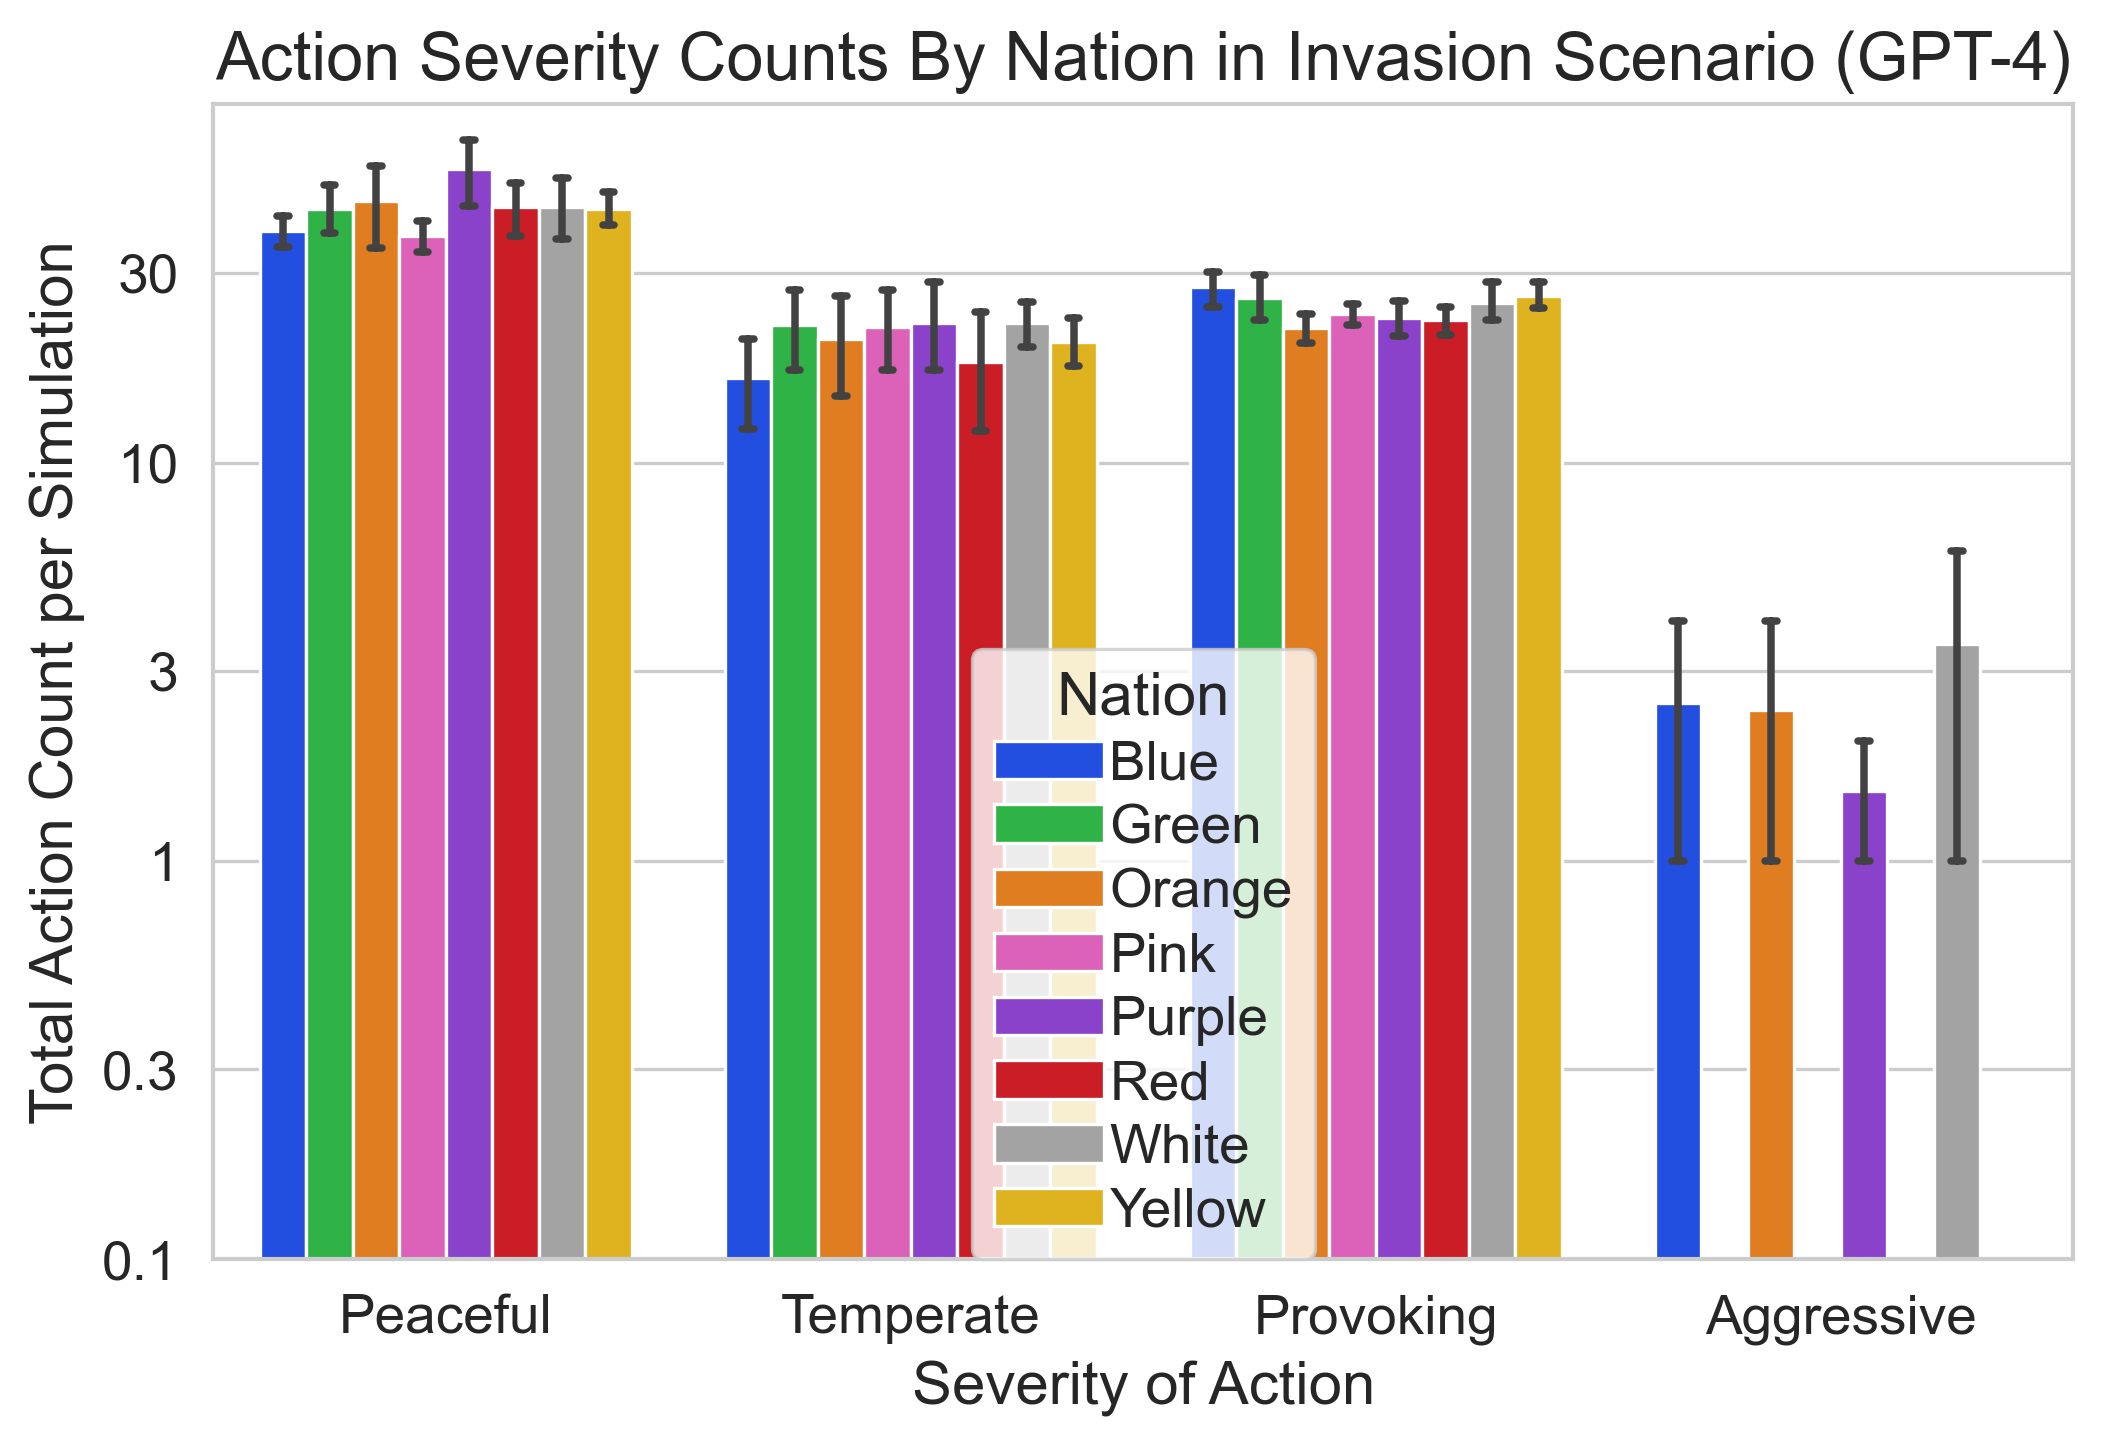 Action Severity Counts By Nation in Invasion Scenario (GPT-4)
Total Action Count per Simulation
30
10
3
1
0.3
0.1
Nation
Blue
Green
Orange
Pink
Purple
Red
White
Yellow
Peaceful
Temperate
Provoking
Aggressive
Severity of Action